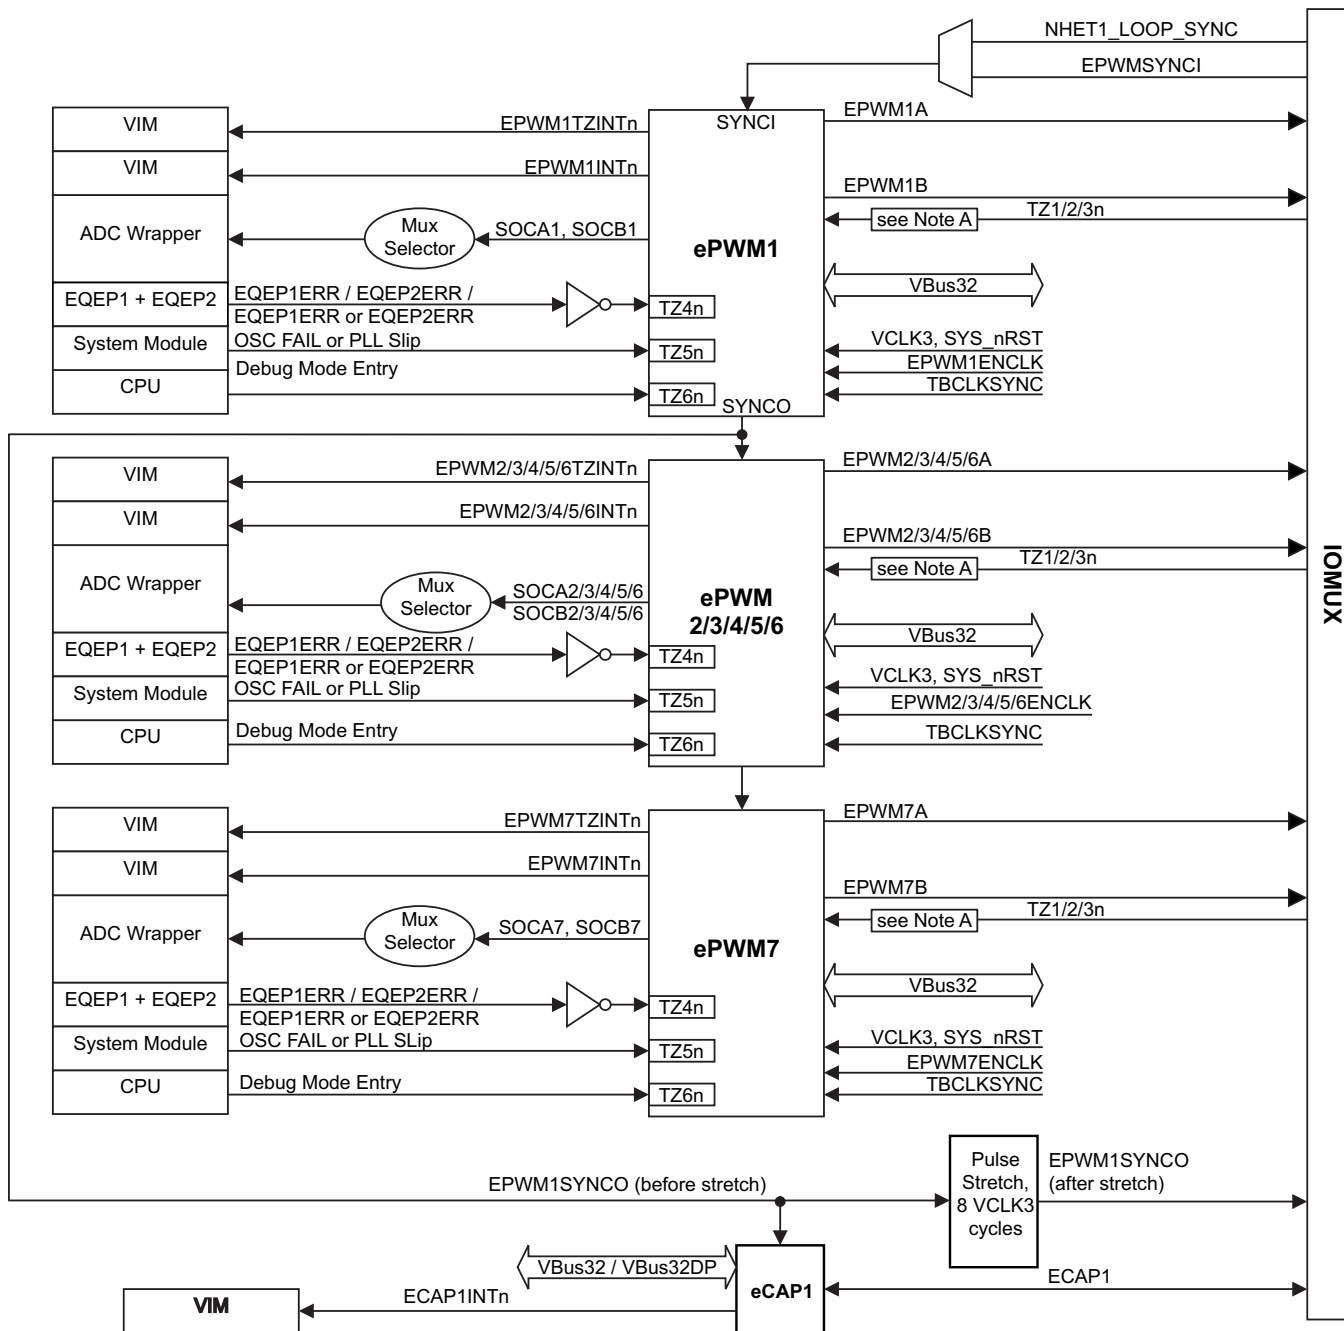 NHET1_LOOP_SYNC
EPWMSYNCI
VIM
EPWM1TZINTn
SYNCI
EPWM1A
VIM
EPWM1INTn
EPWM1B
ADC Wrapper
Mux
Selector
SOCA1, SOCB1
ePWM1
see Note A
TZ1/2/3n
VBus32
EQEP1 + EQEP2
EQEP1ERR / EQEP2ERR /
EQEP1ERR or EQEP2ERR
TZ4n
System Module
OSC FAIL or PLL Slip
TZ5n
VCLK3, SYS_nRST
EPWM1ENCLK
TBCLKSYNC
CPU
Debug Mode Entry
TZ6n
SYNCO
VIM
EPWM2/3/4/5/6TZINTn
EPWM2/3/4/5/6A
VIM
EPWM2/3/4/5/6INTn
EPWM2/3/4/5/6B
ADC Wrapper
Mux
Selector
SOCA2/3/4/5/6
SOCB2/3/4/5/6
ePWM
2/3/4/5/6
see Note A
TZ1/2/3n
IOMUX
VBus32
EQEP1 + EQEP2
EQEP1ERR / EQEP2ERR /
EQEP1ERR or EQEP2ERR
TZ4n
System Module
OSC FAIL or PLL Slip
TZ5n
VCLK3, SYS_nRST
EPWM2/3/4/5/6ENCLK
TBCLKSYNC
CPU
Debug Mode Entry
TZ6n
VIM
EPWM7TZINTn
EPWM7A
VIM
EPWM7INTn
EPWM7B
ADC Wrapper
Mux
Selector
SOCA7, SOCB7
ePWM7
see Note A
TZ1/2/3n
VBus32
EQEP1 + EQEP2
EQEP1ERR / EQEP2ERR /
EQEP1ERR or EQEP2ERR
TZ4n
System Module
OSC FAIL or PLL SLip
TZ5n
VCLK3, SYS_nRST
EPWM7ENCLK
TBCLKSYNC
CPU
Debug Mode Entry
TZ6n
EPWM1SYNCO (before stretch)
Pulse
Stretch,
8 VCLK3
cycles
EPWM1SYNCO
(after stretch)
VBus32 / VBus32DP
eCAP1
ECAP1
VIM
ECAP1INTn